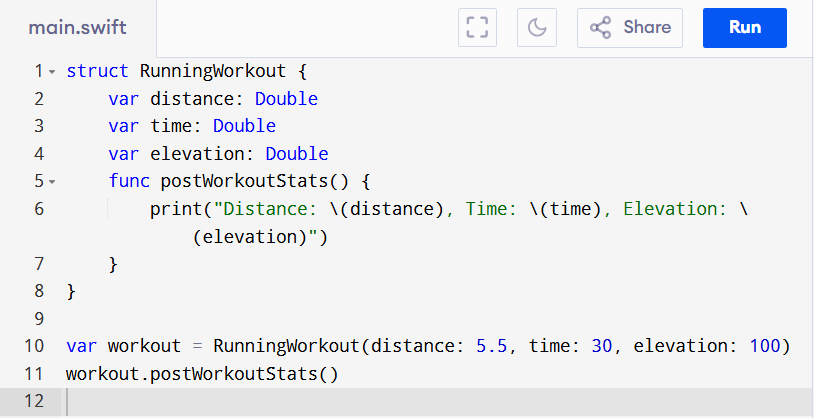 main.swift
Share
Run
1 struct RunningWorkout {
2     var distance: Double
3     var time: Double
4     var elevation: Double
5     func postWorkoutStats() {
6         print("Distance: \(distance), Time: \(time), Elevation: \
            (elevation)")
7     }
8 }
9
10 var workout = RunningWorkout(distance: 5.5, time: 30, elevation: 100)
11 workout.postWorkoutStats()
12